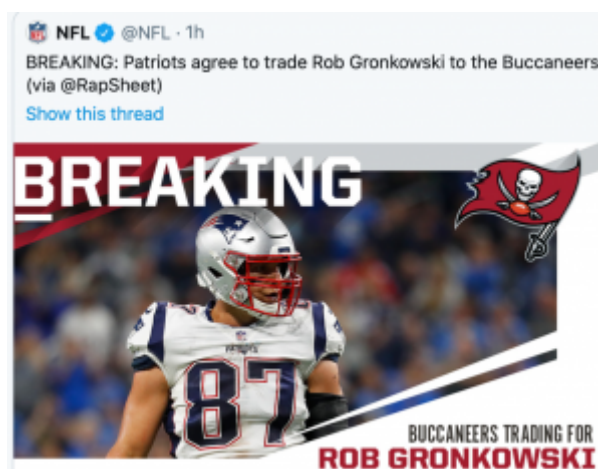 NFL @NFL · 1h
BREAKING: Patriots agree to trade Rob Gronkowski to the Buccaneers
(via @RapSheet)
Show this thread
BREAKING
PATRIOTS
87
BUCCANEERS TRADING FOR
ROB GRONKOWSKI